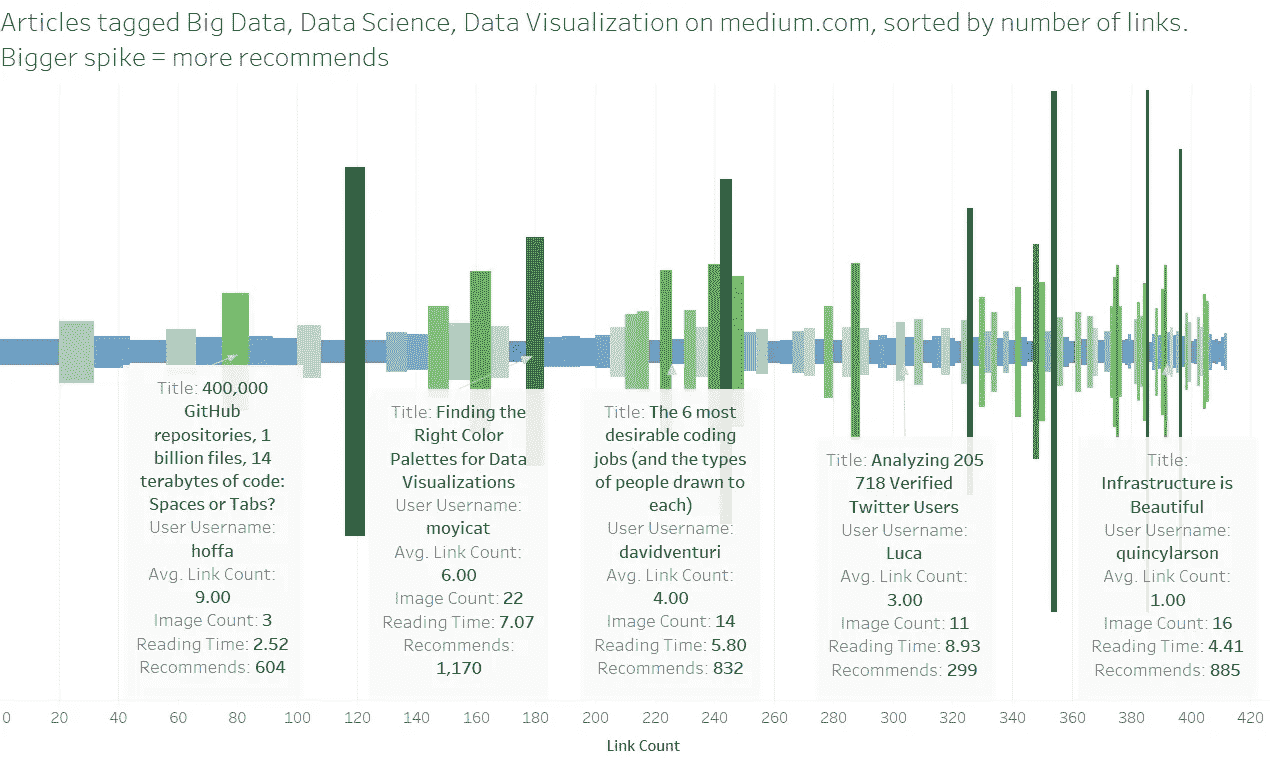 Articles tagged Big Data, Data Science, Data Visualization on medium.com, sorted by number of links.
Bigger spike = more recommends
Title: 400,000
GitHub
repositories, 1
billion files, 14
terabytes of code:
Spaces or Tabs?
User Username:
hoffa
Avg. Link Count:
9.00
Image Count: 3
Reading Time: 2.52
Recommends: 604
Title: Finding the
Right Color
Palettes for Data
Visualizations
User Username:
moyicat
Avg. Link Count:
6.00
Image Count: 22
Reading Time: 7.07
Recommends:
1,170
Title: The 6 most
desirable coding
jobs (and the types
of people drawn to
each)
User Username:
davidventuri
Avg. Link Count:
4.00
Image Count: 14
Reading Time: 5.80
Recommends: 832
Title: Analyzing 205
718 Verified
Twitter Users
User Username:
Luca
Avg. Link Count:
3.00
Image Count: 11
Reading Time: 8.93
Recommends: 299
Title:
Infrastructure is
Beautiful
User Username:
quincylarson
Avg. Link Count:
1.00
Image Count: 16
Reading Time: 4.41
Recommends: 885
0 20 40 60 80 100 120 140 160 180 200 220 240 260 280 300 320 340 360 380 400 420
Link Count